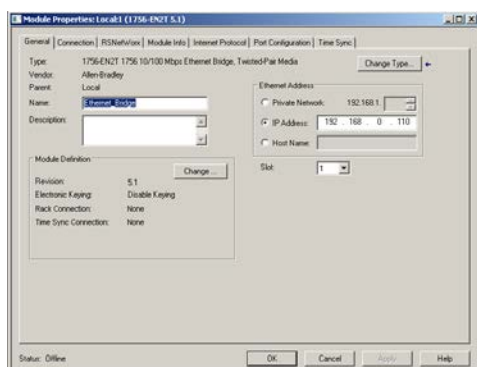 Module Properties: Local:1 (1756-EN2T 5.1)
General Connection RSNetWorx Module Info Internet Protocol Port Configuration Time Sync
Type: 1756-EN2T 1756 10/100 Mbps Ethernet Bridge, Twisted-Pair Media
Change Type...
Vendor: Allen-Bradley
Parent: Local
Name: Ethernet_Bridge
Description:
Ethernet Address
Private Network: 192.168.1.
IP Address: 192 . 168 . 0 . 110
Host Name:
Module Definition
Change ...
Slot: 1
Revision: 5.1
Electronic Keying: Disable Keying
Rack Connection: None
Time Sync Connection: None
Status: Offline
OK Cancel Apply Help